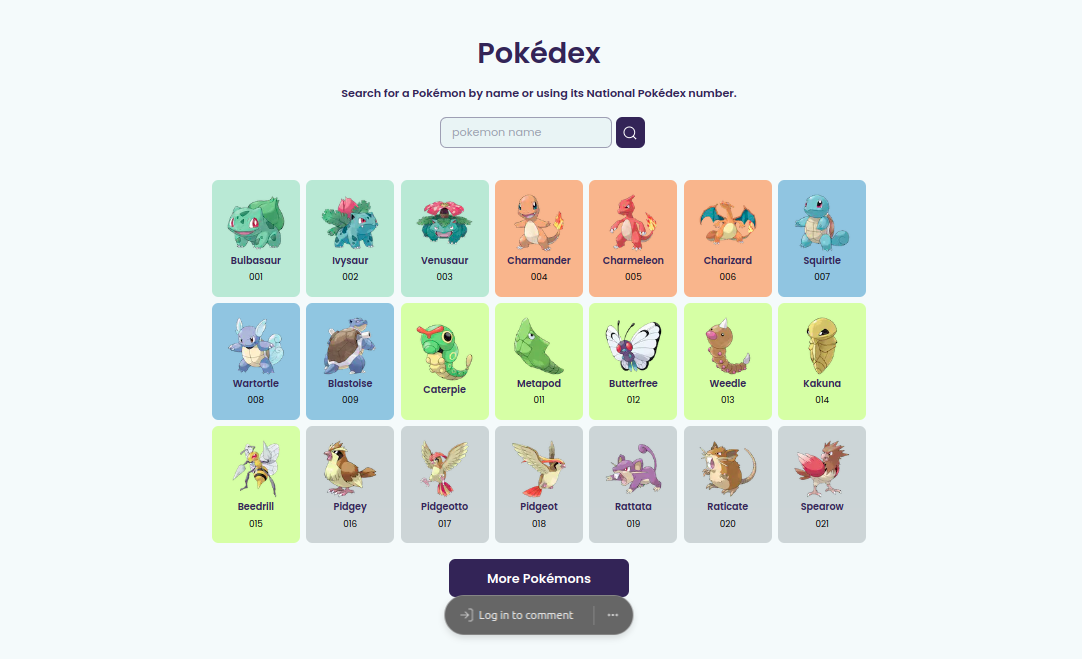 Pokédex
Search for a Pokémon by name or using its National Pokédex number.
pokemon name
Bulbasaur
001
Ivysaur
002
Venusaur
003
Charmander
004
Charmeleon
005
Charizard
006
Squirtle
007
Wartortle
008
Blastoise
009
Caterpie
Metapod
011
Butterfree
012
Weedle
013
Kakuna
014
Beedrill
015
Pidgey
016
Pidgeotto
017
Pidgeot
018
Rattata
019
Raticate
020
Spearow
021
More Pokémons
Log in to comment